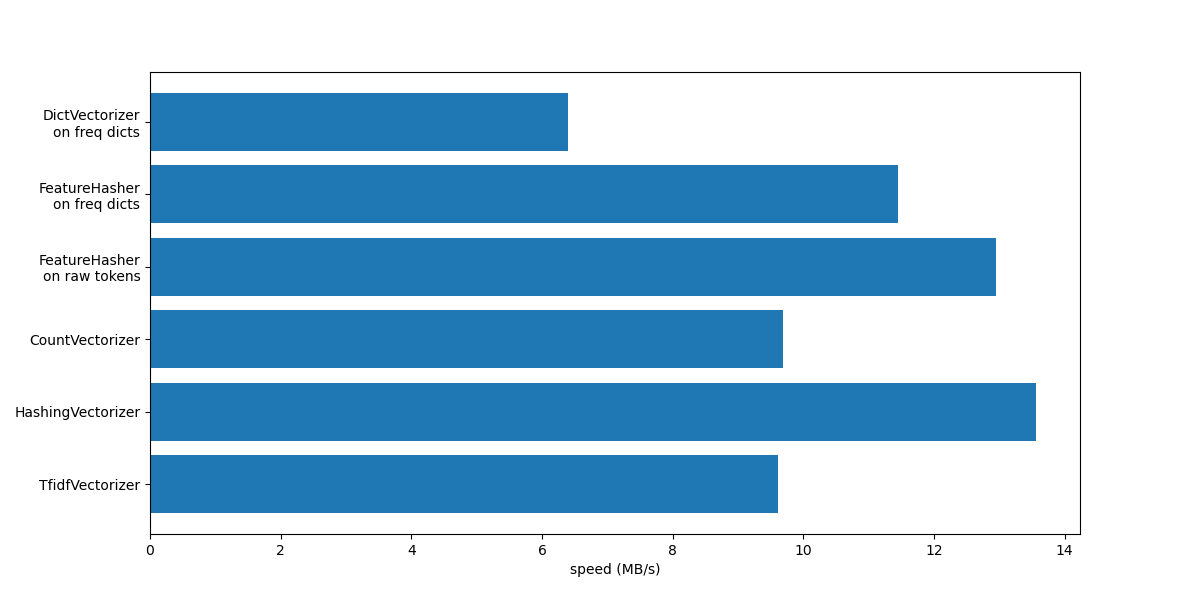 DictVectorizer
on freq dicts
FeatureHasher
on freq dicts
FeatureHasher
on raw tokens
CountVectorizer
HashingVectorizer
TfidfVectorizer
0 2 4 6 8 10 12 14
speed (MB/s)